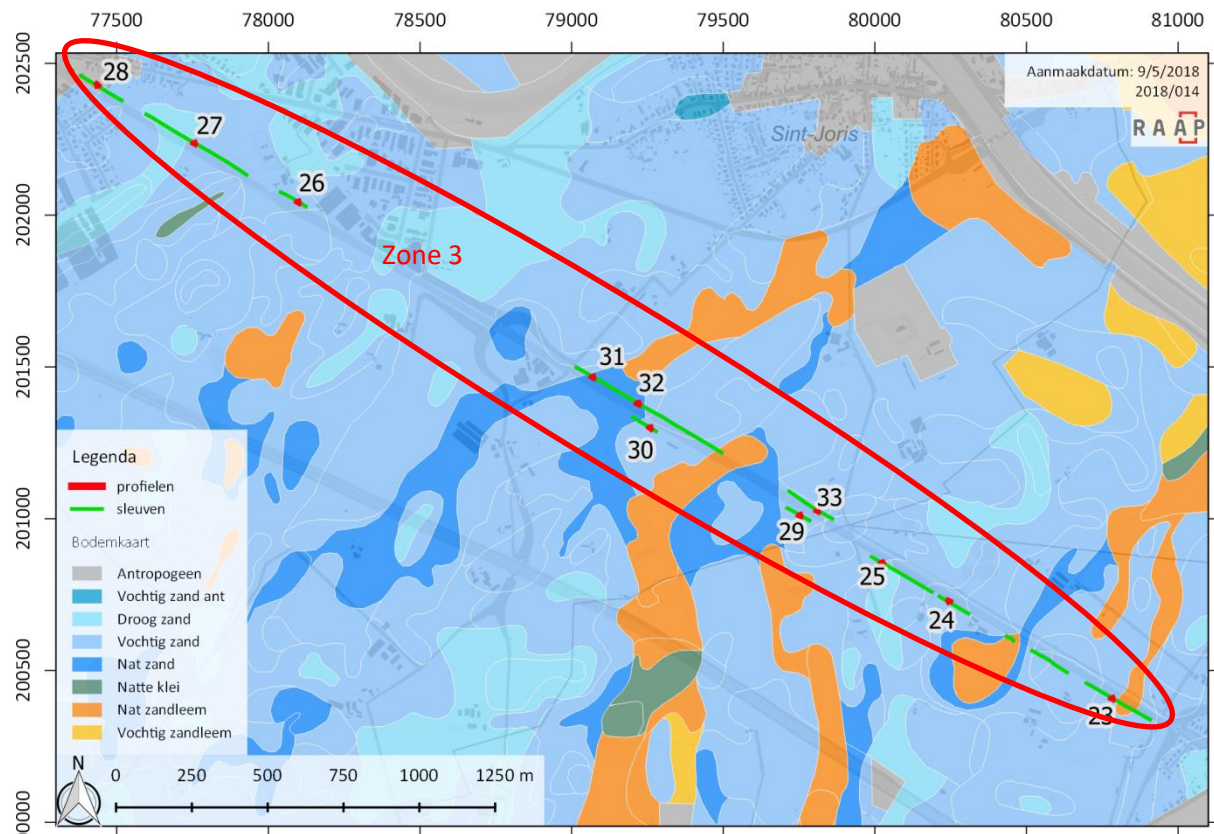 77500 78000 78500 79000 79500 80000 80500 81000
202500
202000
201500
201000
200500
Aanmaakdatum: 9/5/2018
2018/014
RAAP
Sint-Joris
28
27
26
Zone 3
31
32
30
33
29
25
24
23
Legenda
profielen
sleuven
Bodemkaart
Antropogeen
Vochtig zand ant
Droog zand
Vochtig zand
Nat zand
Natte klei
Nat zandleem
Vochtig zandleem
N
0 250 500 750 1000 1250 m